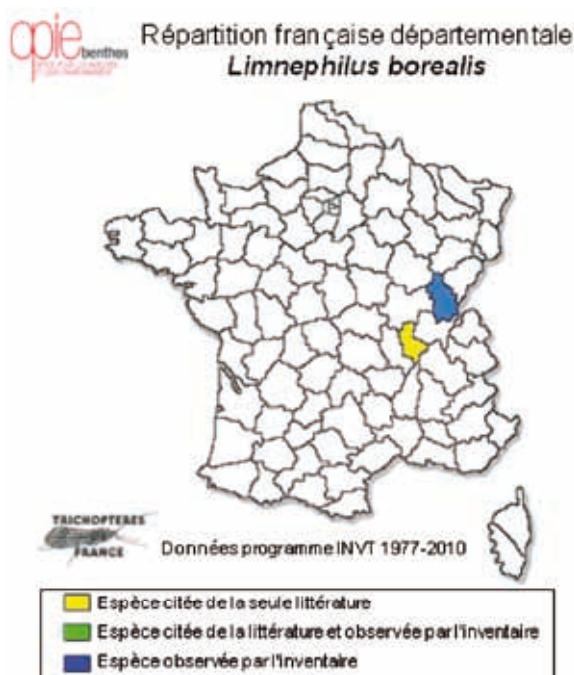 opie/benthos
Répartition française départementale
Limnephilus borealis
TRICHOPTERES
FRANCE
Données programme INVT 1977-2010
Espèce citée de la seule littérature
Espèce citée de la littérature et observée par l'inventaire
Espèce observée par l'inventaire